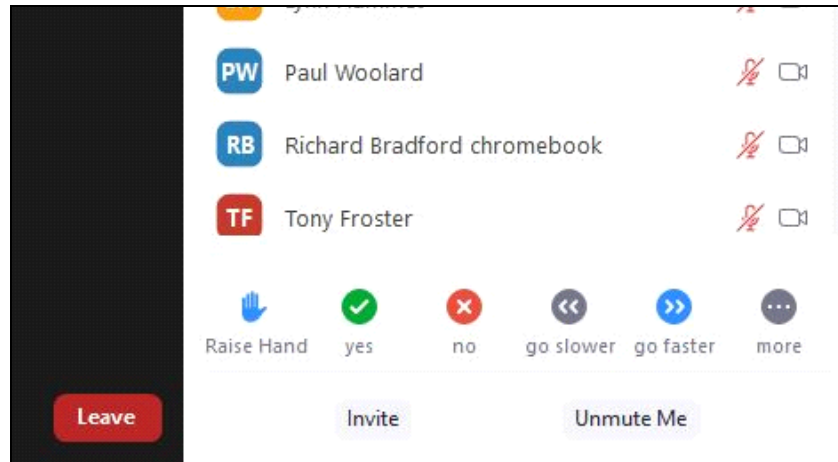 PW Paul Woolard
RB Richard Bradford chromebook
TF Tony Froster
Raise Hand yes no go slower go faster more
Leave Invite Unmute Me